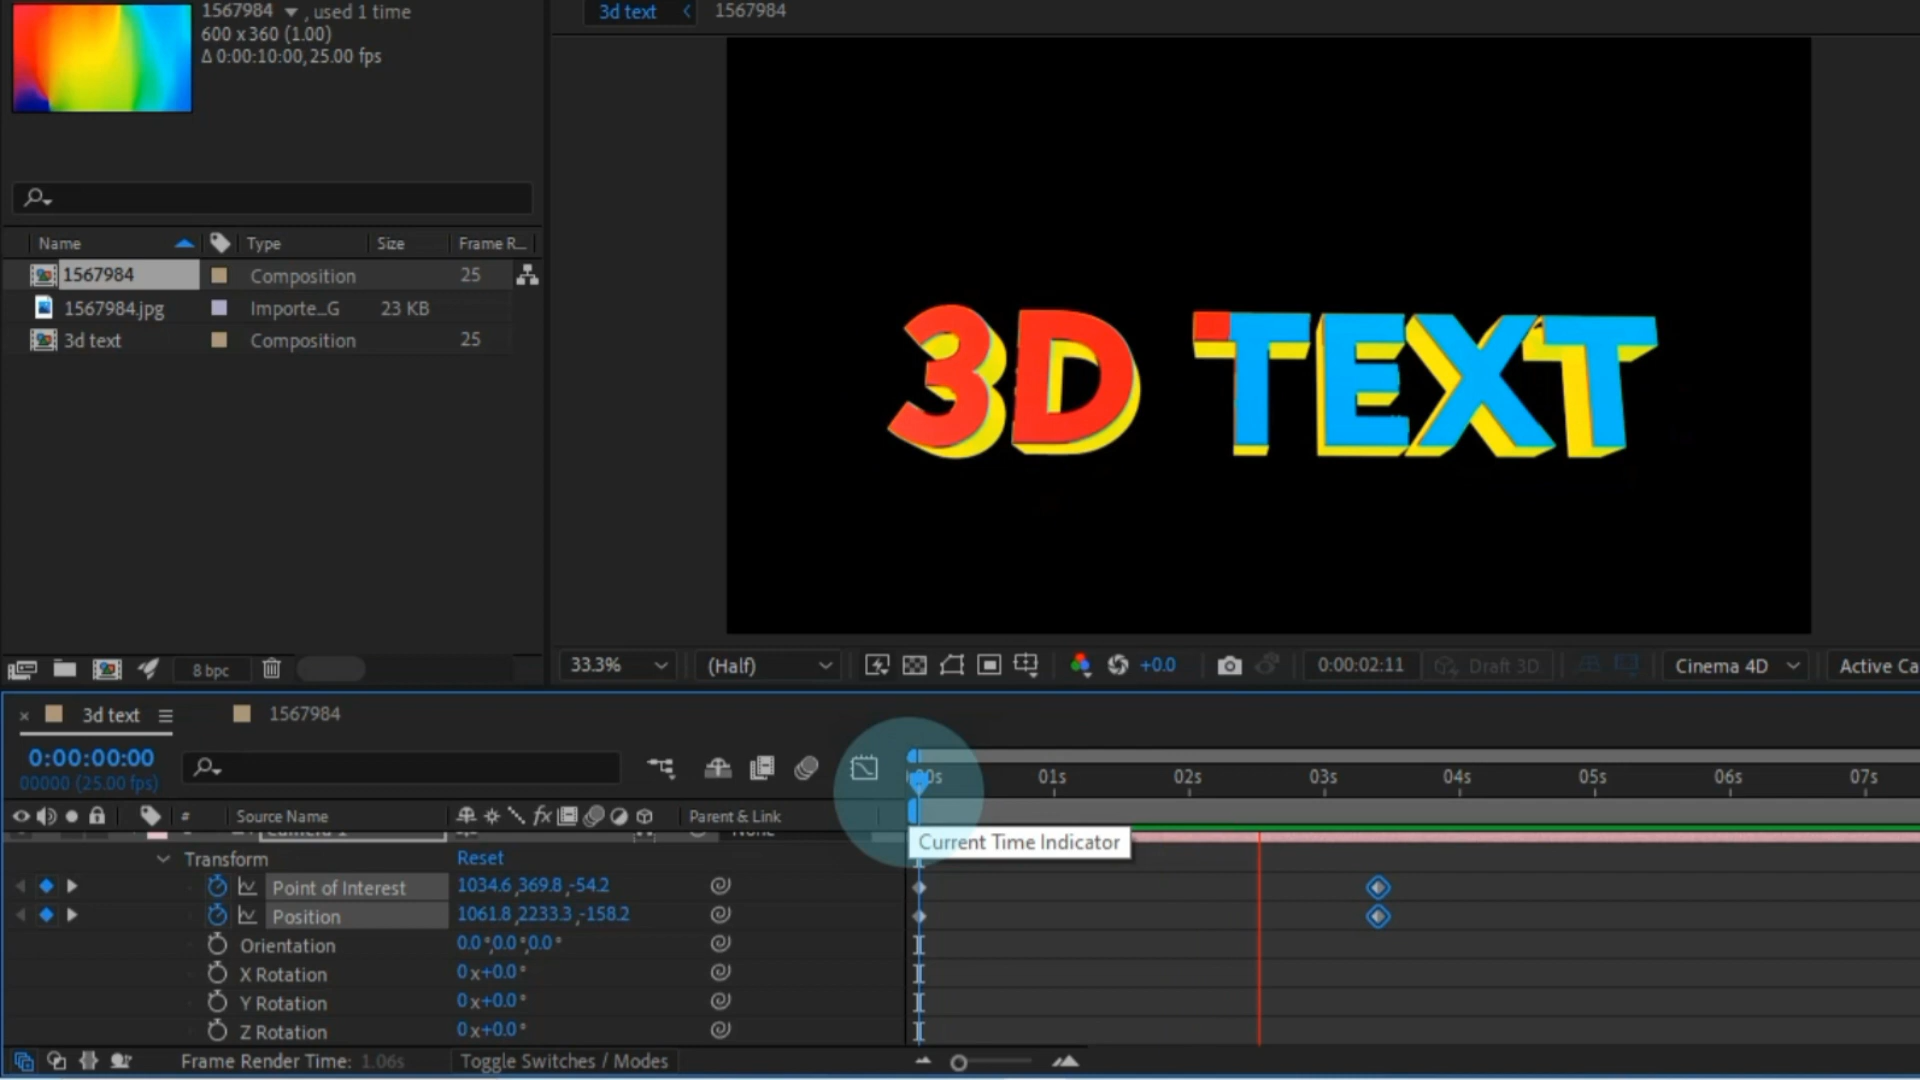 1567984 , used 1 time
600 x 360 (1.00)
Δ 0:00:10:00, 25.00 fps
Name Type Size Frame R...
1567984 Composition 25
1567984.jpg Importe...G 23 KB
3d text Composition 25
8 bpc
3d text 1567984
3D TEXT
33.3% (Half) +0.0 0:00:02:11 Draft 3D Cinema 4D Active Ca
3d text 1567984
0:00:00:00
00000 (25.00 fps)
01s 02s 03s 04s 05s 06s 07s
# Source Name fx Parent & Link
Current Time Indicator
Transform Reset
Point of Interest 1034.6,369.8,-54.2
Position 1061.8,2233.3,-158.2
Orientation 0.0°,0.0°,0.0°
X Rotation 0x+0.0°
Y Rotation 0x+0.0°
Z Rotation 0x+0.0°
Frame Render Time: 1.06s Toggle Switches / Modes